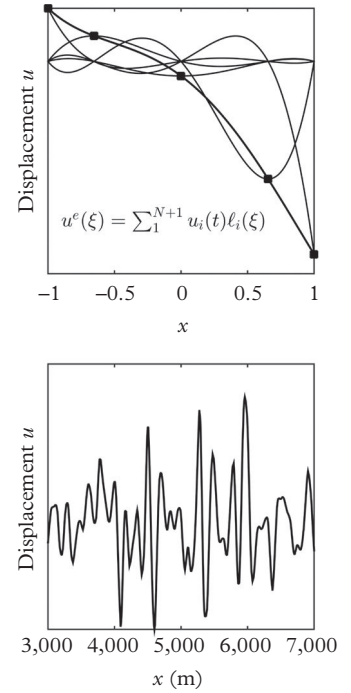 Displacement u
u^e(ξ) = ∑_1^{N+1} u_i(t)ℓ_i(ξ)
−1 −0.5 0 0.5 1
x
Displacement u
3,000 4,000 5,000 6,000 7,000
x (m)